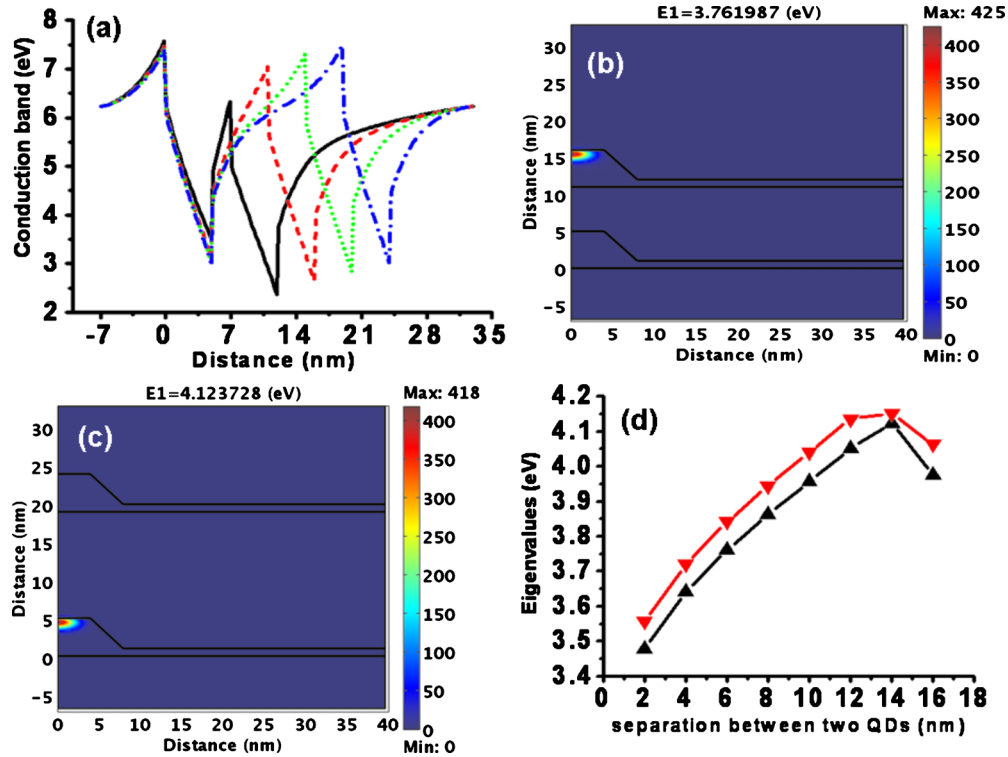 (a)
Conduction band (eV)
8
7
6
5
4
3
2
-7 0 7 14 21 28 35
Distance (nm)
E1=3.761987 (eV)
Max: 425
(b)
Distance (nm)
30
25
20
15
10
5
0
-5
0 5 10 15 20 25 30 35 40
Distance (nm)
400
350
300
250
200
150
100
50
0
Min: 0
E1=4.123728 (eV)
Max: 418
(c)
Distance (nm)
30
25
20
15
10
5
0
-5
0 5 10 15 20 25 30 35 40
Distance (nm)
400
350
300
250
200
150
100
50
0
Min: 0
(d)
Eigenvalues (eV)
4.2
4.1
4.0
3.9
3.8
3.7
3.6
3.5
3.4
0 2 4 6 8 10 12 14 16 18
separation between two QDs (nm)